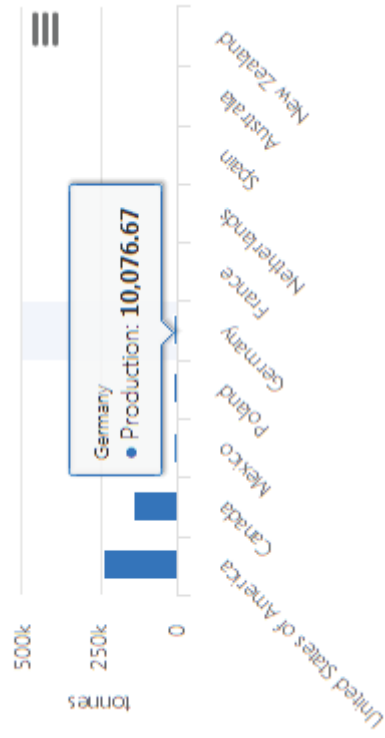 tonnes
500k
250k
0
Germany
● Production: 10,076.67
United States of America
Canada
Mexico
Poland
Germany
France
Netherlands
Spain
Australia
New Zealand